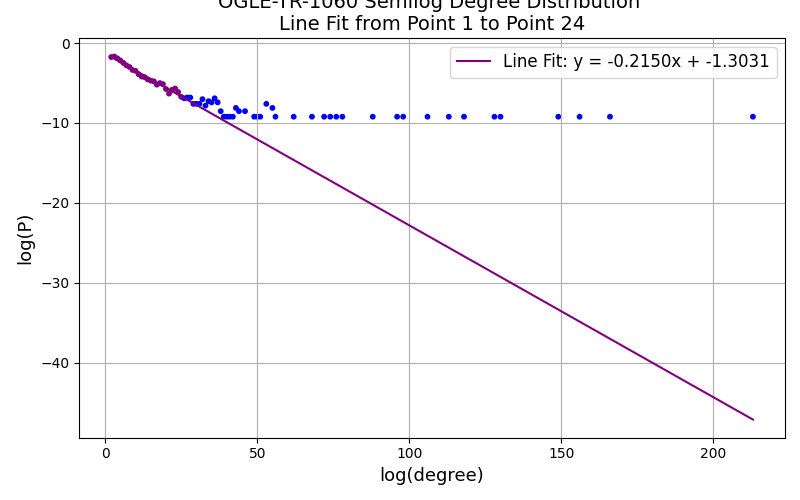 OGLE-TR-1060 Semilog Degree Distribution
Line Fit from Point 1 to Point 24
Line Fit: y = -0.2150x + -1.3031
0
−10
−20
−30
−40
log(P)
0 50 100 150 200
log(degree)